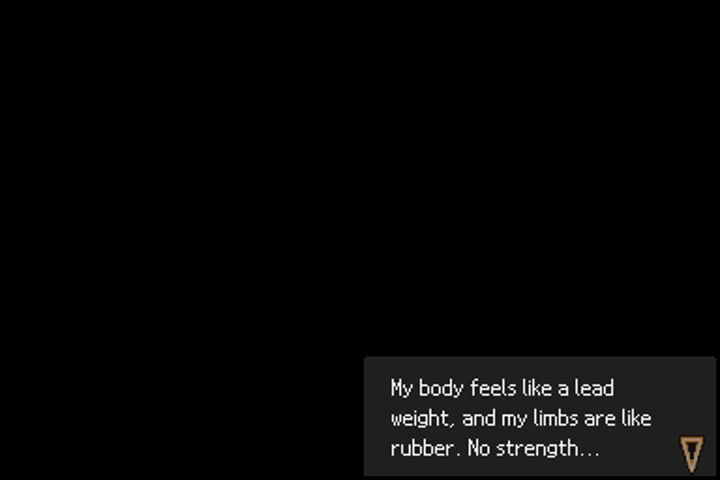 My body feels like a lead
weight, and my limbs are like
rubber. No strength...